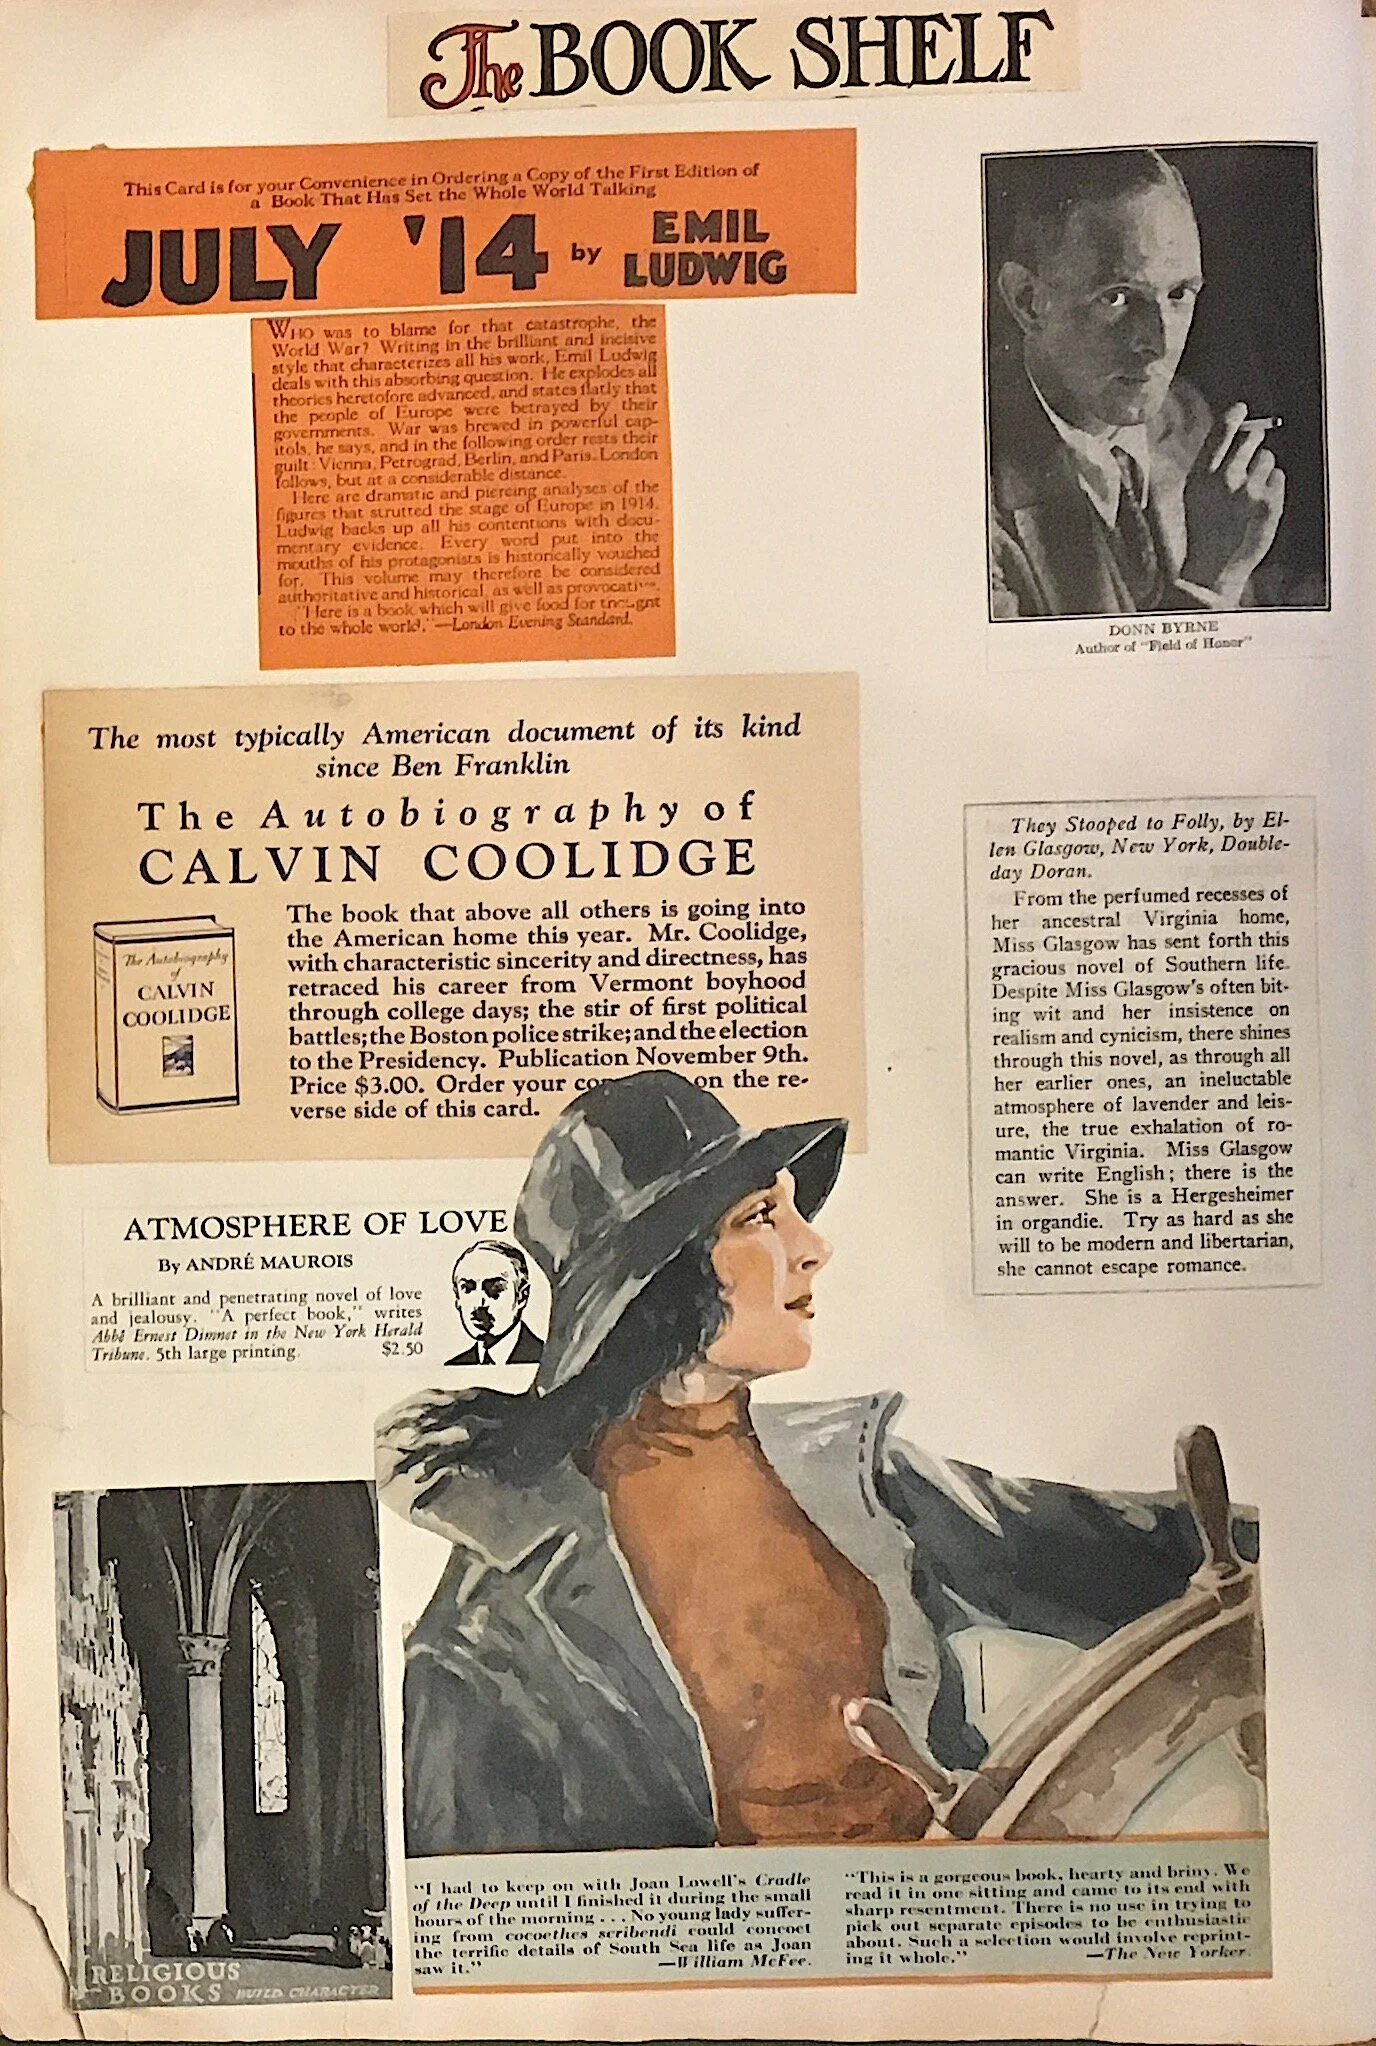 The BOOK SHELF
This Card is for your Convenience in Ordering a Copy of the First Edition of
a Book That Has Set the Whole World Talking
JULY '14 by EMIL
LUDWIG
WHO was to blame for that catastrophe, the
World War? Writing in the brilliant and incisive
style that characterizes all his work, Emil Ludwig
deals with this absorbing question. He explodes all
theories heretofore advanced, and states flatly that
the people of Europe were betrayed by their
governments. War was brewed in powerful cap-
itols, he says, and in the following order rests their
guilt: Vienna, Petrograd, Berlin, and Paris. London
follows, but at a considerable distance.
Here are dramatic and piercing analyses of the
figures that strutted the stage of Europe in 1914.
Ludwig backs up all his contentions with docu-
mentary evidence. Every word put into the
mouths of his protagonists is historically vouched
for. This volume may therefore be considered
authoritative and historical, as well as provocative.
"Here is a book which will give food for thought
to the whole world."—London Evening Standard.
DONN BYRNE
Author of "Field of Honor"
The most typically American document of its kind
since Ben Franklin
The Autobiography of
CALVIN COOLIDGE
The Autobiography
of
CALVIN
COOLIDGE
The book that above all others is going into
the American home this year. Mr. Coolidge,
with characteristic sincerity and directness, has
retraced his career from Vermont boyhood
through college days; the stir of first political
battles; the Boston police strike; and the election
to the Presidency. Publication November 9th.
Price $3.00. Order your on the re-
verse side of this card.
They Stooped to Folly, by El-
len Glasgow, New York, Double-
day Doran.
From the perfumed recesses of
her ancestral Virginia home,
Miss Glasgow has sent forth this
gracious novel of Southern life.
Despite Miss Glasgow's often bit-
ing wit and her insistence on
realism and cynicism, there shines
through this novel, as through all
her earlier ones, an ineluctable
atmosphere of lavender and leis-
ure, the true exhalation of ro-
mantic Virginia. Miss Glasgow
can write English; there is the
answer. She is a Hergesheimer
in organdie. Try as hard as she
will to be modern and libertarian,
she cannot escape romance.
ATMOSPHERE OF LOVE
By ANDRÉ MAUROIS
A brilliant and penetrating novel of love
and jealousy. "A perfect book," writes
Abbé Ernest Dimnet in the New York Herald
Tribune. 5th large printing. $2.50
RELIGIOUS
BOOKS BUILD CHARACTER
"I had to keep on with Joan Lowell's Cradle
of the Deep until I finished it during the small
hours of the morning . . . No young lady suffer-
ing from cocoethes scribendi could concoct
the terrific details of South Sea life as Joan
saw it." —William McFee.
"This is a gorgeous book, hearty and briny. We
read it in one sitting and came to its end with
sharp resentment. There is no use in trying to
pick out separate episodes to be enthusiastic
about. Such a selection would involve reprint-
ing it whole." —The New Yorker.